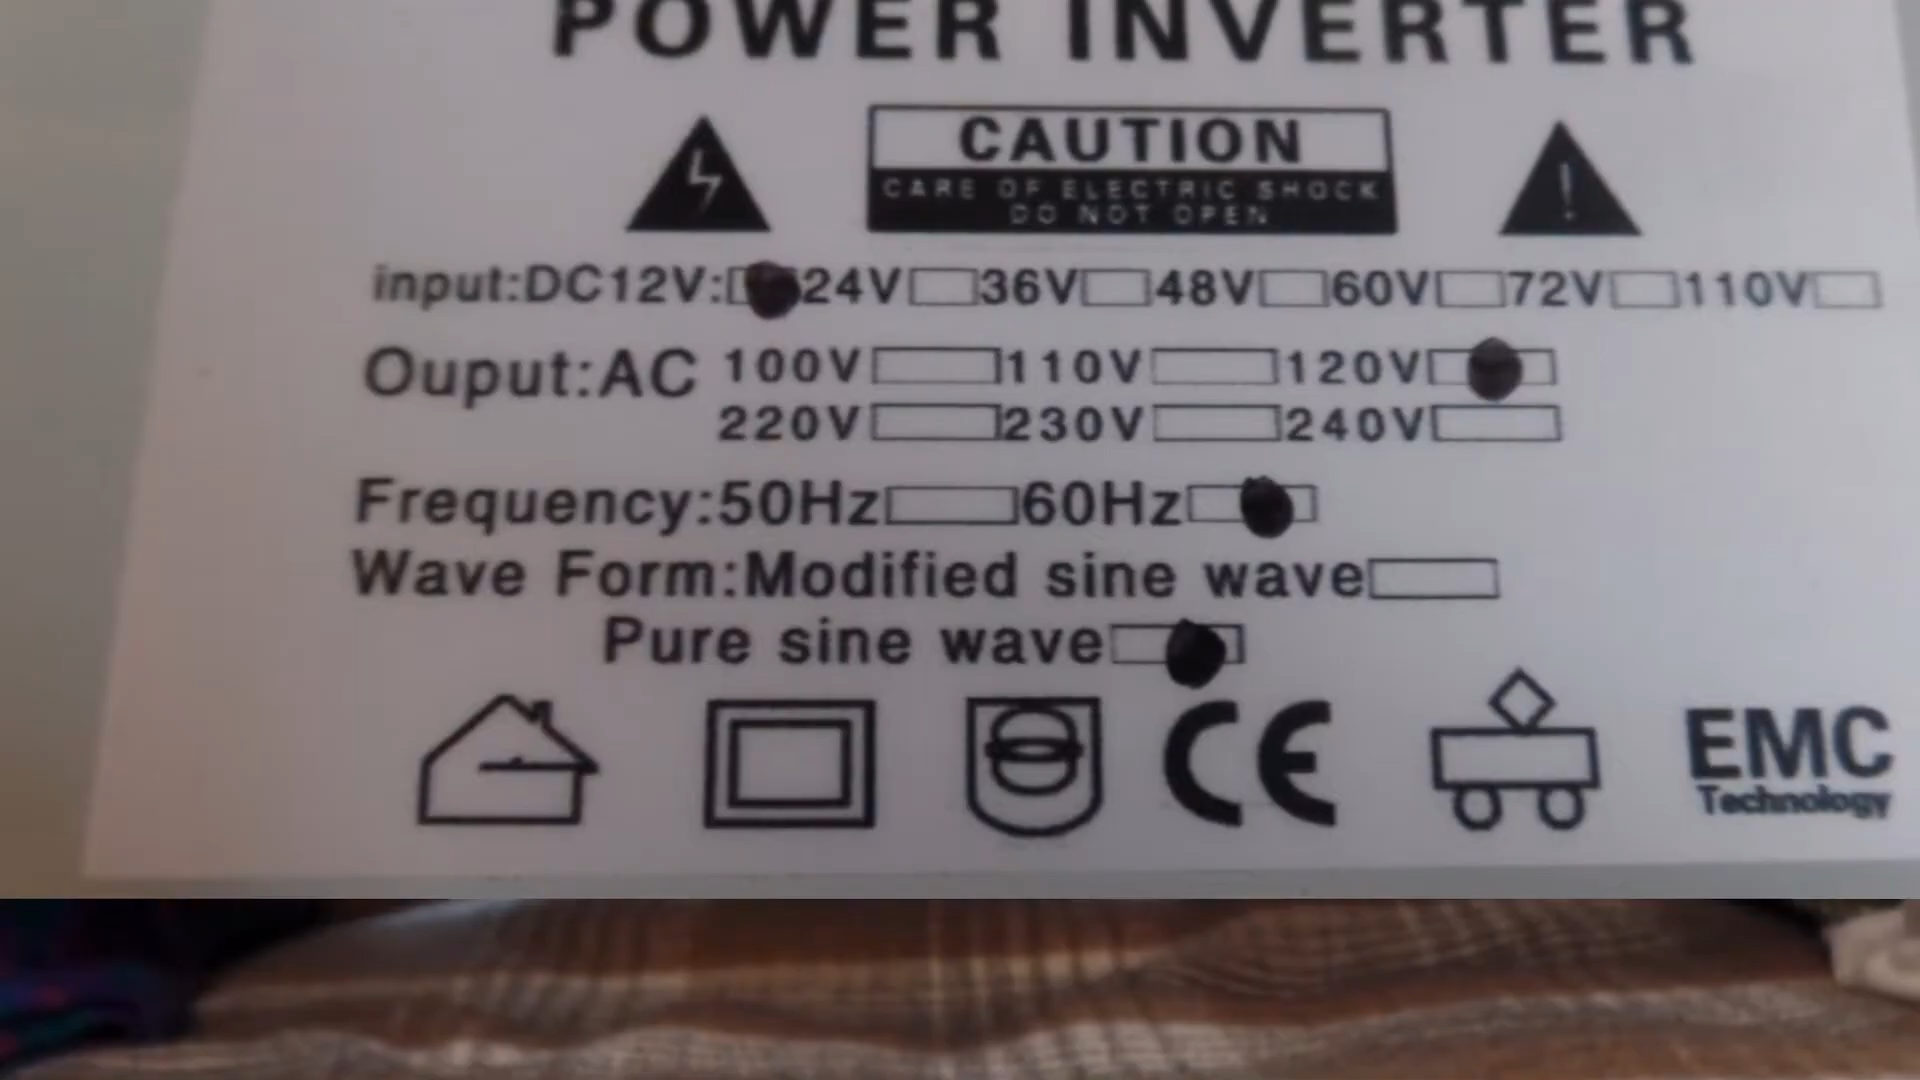 POWER INVERTER
CAUTION
CARE OF ELECTRIC SHOCK
DO NOT OPEN
input:DC12V: 24V 36V 48V 60V 72V 110V
Ouput:AC 100V 110V 120V
220V 230V 240V
Frequency:50Hz 60Hz
Wave Form:Modified sine wave
Pure sine wave
CE
EMC
Technology